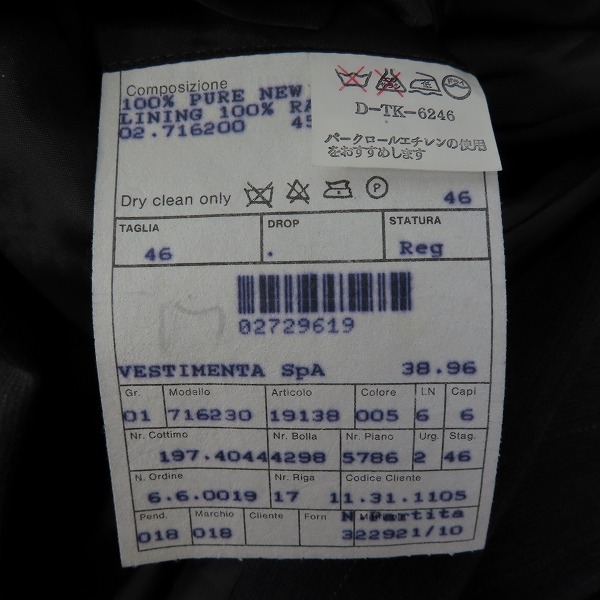 Composizione
100% PURE NEW
LINING 100% RA
02.716200 45
D-TK-6246
パークロールエチレンの使用
をおすすめします
Dry clean only P 46
TAGLIA DROP STATURA
46 . Reg
02729619
VESTIMENTA SpA 38.96
Gr. Modello Articolo Colore LN Capi
01 716230 19138 005 6 6
Nr. Cottimo Nr. Bolla Nr. Piano Urg. Stag.
197.4044298 5786 2 46
N. Ordine Nr. Riga Codice Cliente
6.6.0019 17 11.31.1105
Pend. Marchio Cliente Forn N.Partita
018 018 322921/10